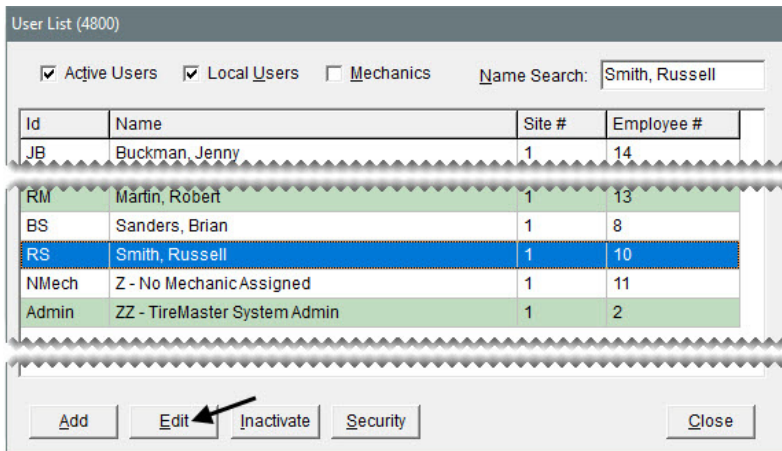 User List (4800)
Active Users Local Users Mechanics Name Search: Smith, Russell
Id Name Site # Employee #
JB Buckman, Jenny 1 14
RM Martin, Robert 1 13
BS Sanders, Brian 1 8
RS Smith, Russell 1 10
NMech Z - No Mechanic Assigned 1 11
Admin ZZ - TireMaster System Admin 1 2
Add Edit Inactivate Security Close